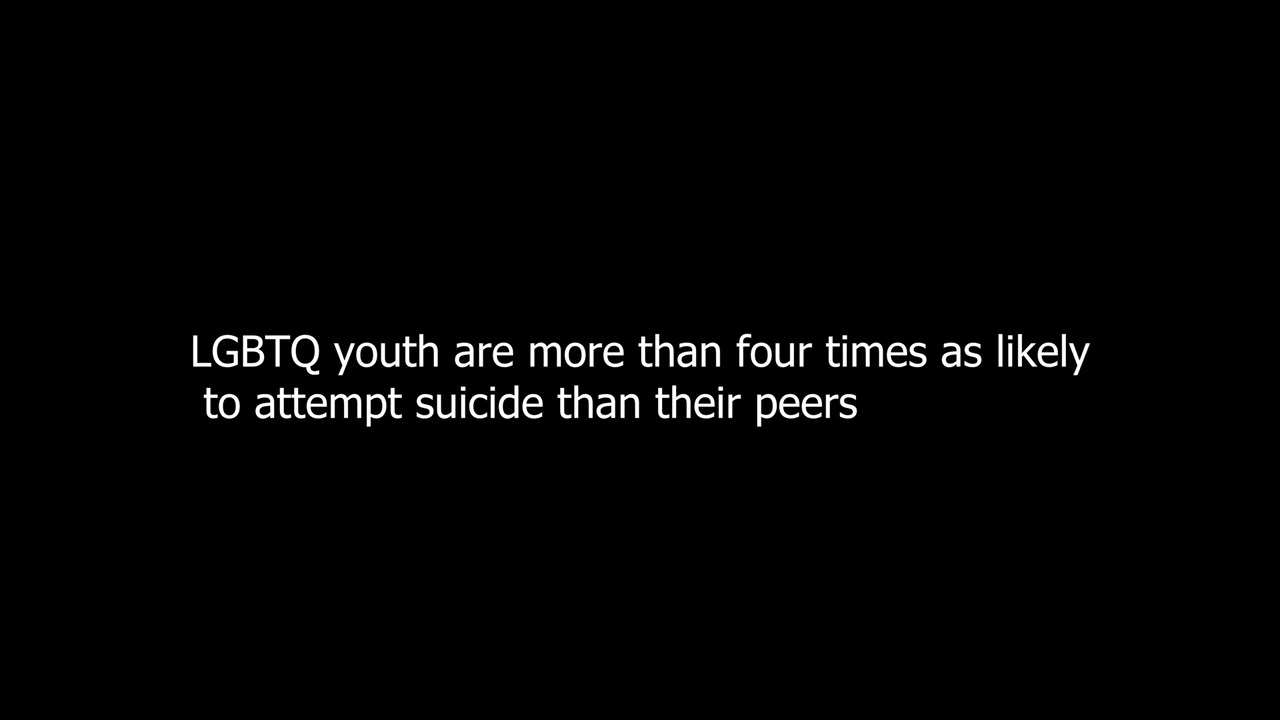 LGBTQ youth are more than four times as likely
to attempt suicide than their peers